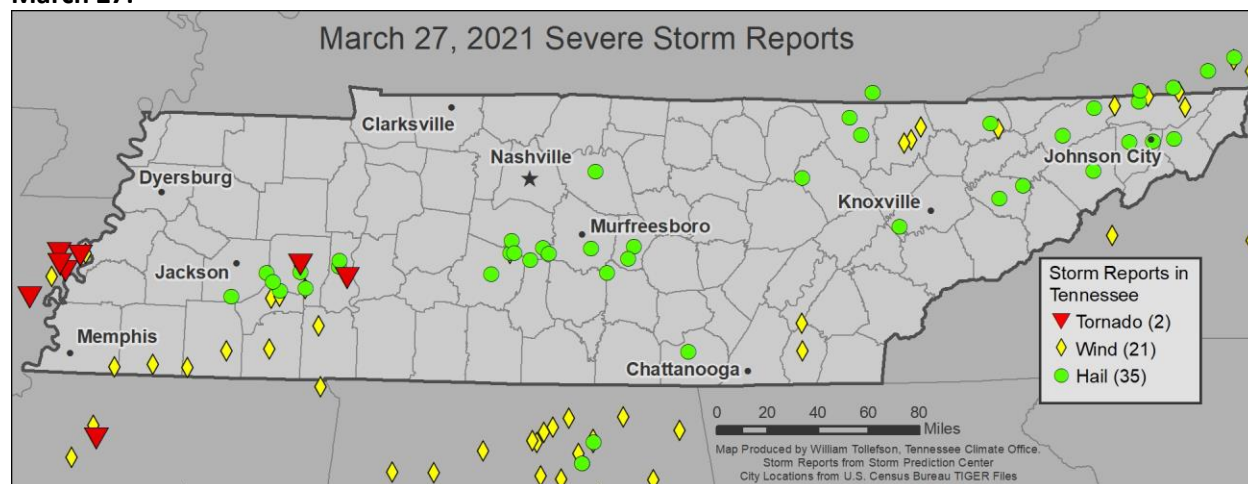 March 27:
March 27, 2021 Severe Storm Reports
Clarksville
Nashville
Dyersburg
Johnson City
Knoxville
Murfreesboro
Jackson
Storm Reports in
Tennessee
Tornado (2)
Wind (21)
Hail (35)
Memphis
Chattanooga
0 20 40 60 80
Miles
Map Produced by William Tollefson, Tennessee Climate Office.
Storm Reports from Storm Prediction Center
City Locations from U.S. Census Bureau TIGER Files